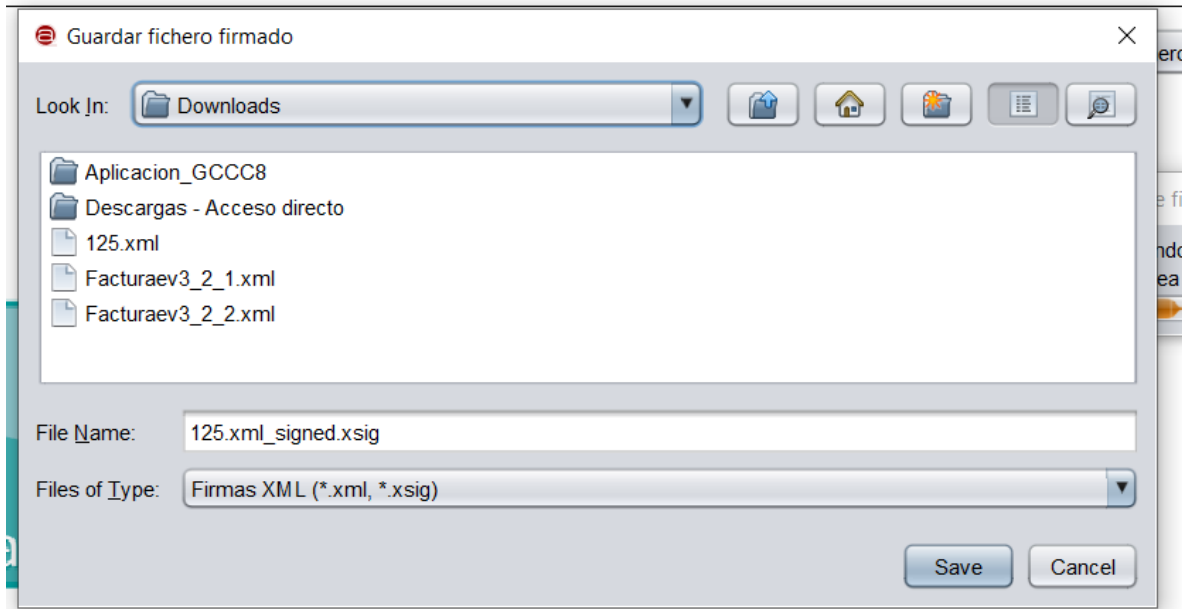 Guardar fichero firmado
Look In: Downloads
Aplicacion_GCCC8
Descargas - Acceso directo
125.xml
Facturaev3_2_1.xml
Facturaev3_2_2.xml
File Name: 125.xml_signed.xsig
Files of Type: Firmas XML (*.xml, *.xsig)
Save Cancel